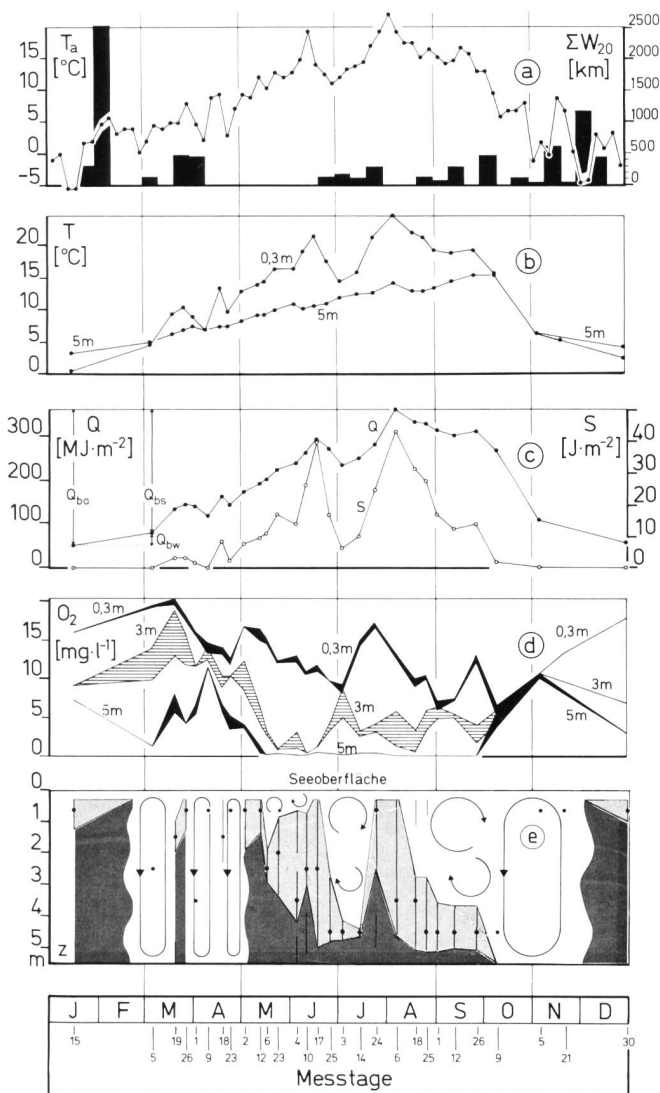 Ta
[°C]
ΣW20
[km]
a
15
10
5
0
-5
2500
2000
1500
1000
500
0
T
[°C]
b
20
15
10
5
0
0,3m
5m
5m
5m
Q
[MJ·m⁻²]
S
[J·m⁻²]
c
300
200
100
0
40
30
20
10
0
Qba
Qbs
Qbw
Q
S
O₂
[mg·l⁻¹]
d
15
10
5
0
0,3m
3m
5m
0,3m
3m
5m
0,3m
3m
5m
Seeoberfläche
0
1
2
3
4
5
m
z
e
J F M A M J J A S O N D
15 19 1 18 2 6 4 17 3 24 18 1 26 5 30
5 26 9 23 12 23 10 25 14 6 25 12 9 21
Messtage